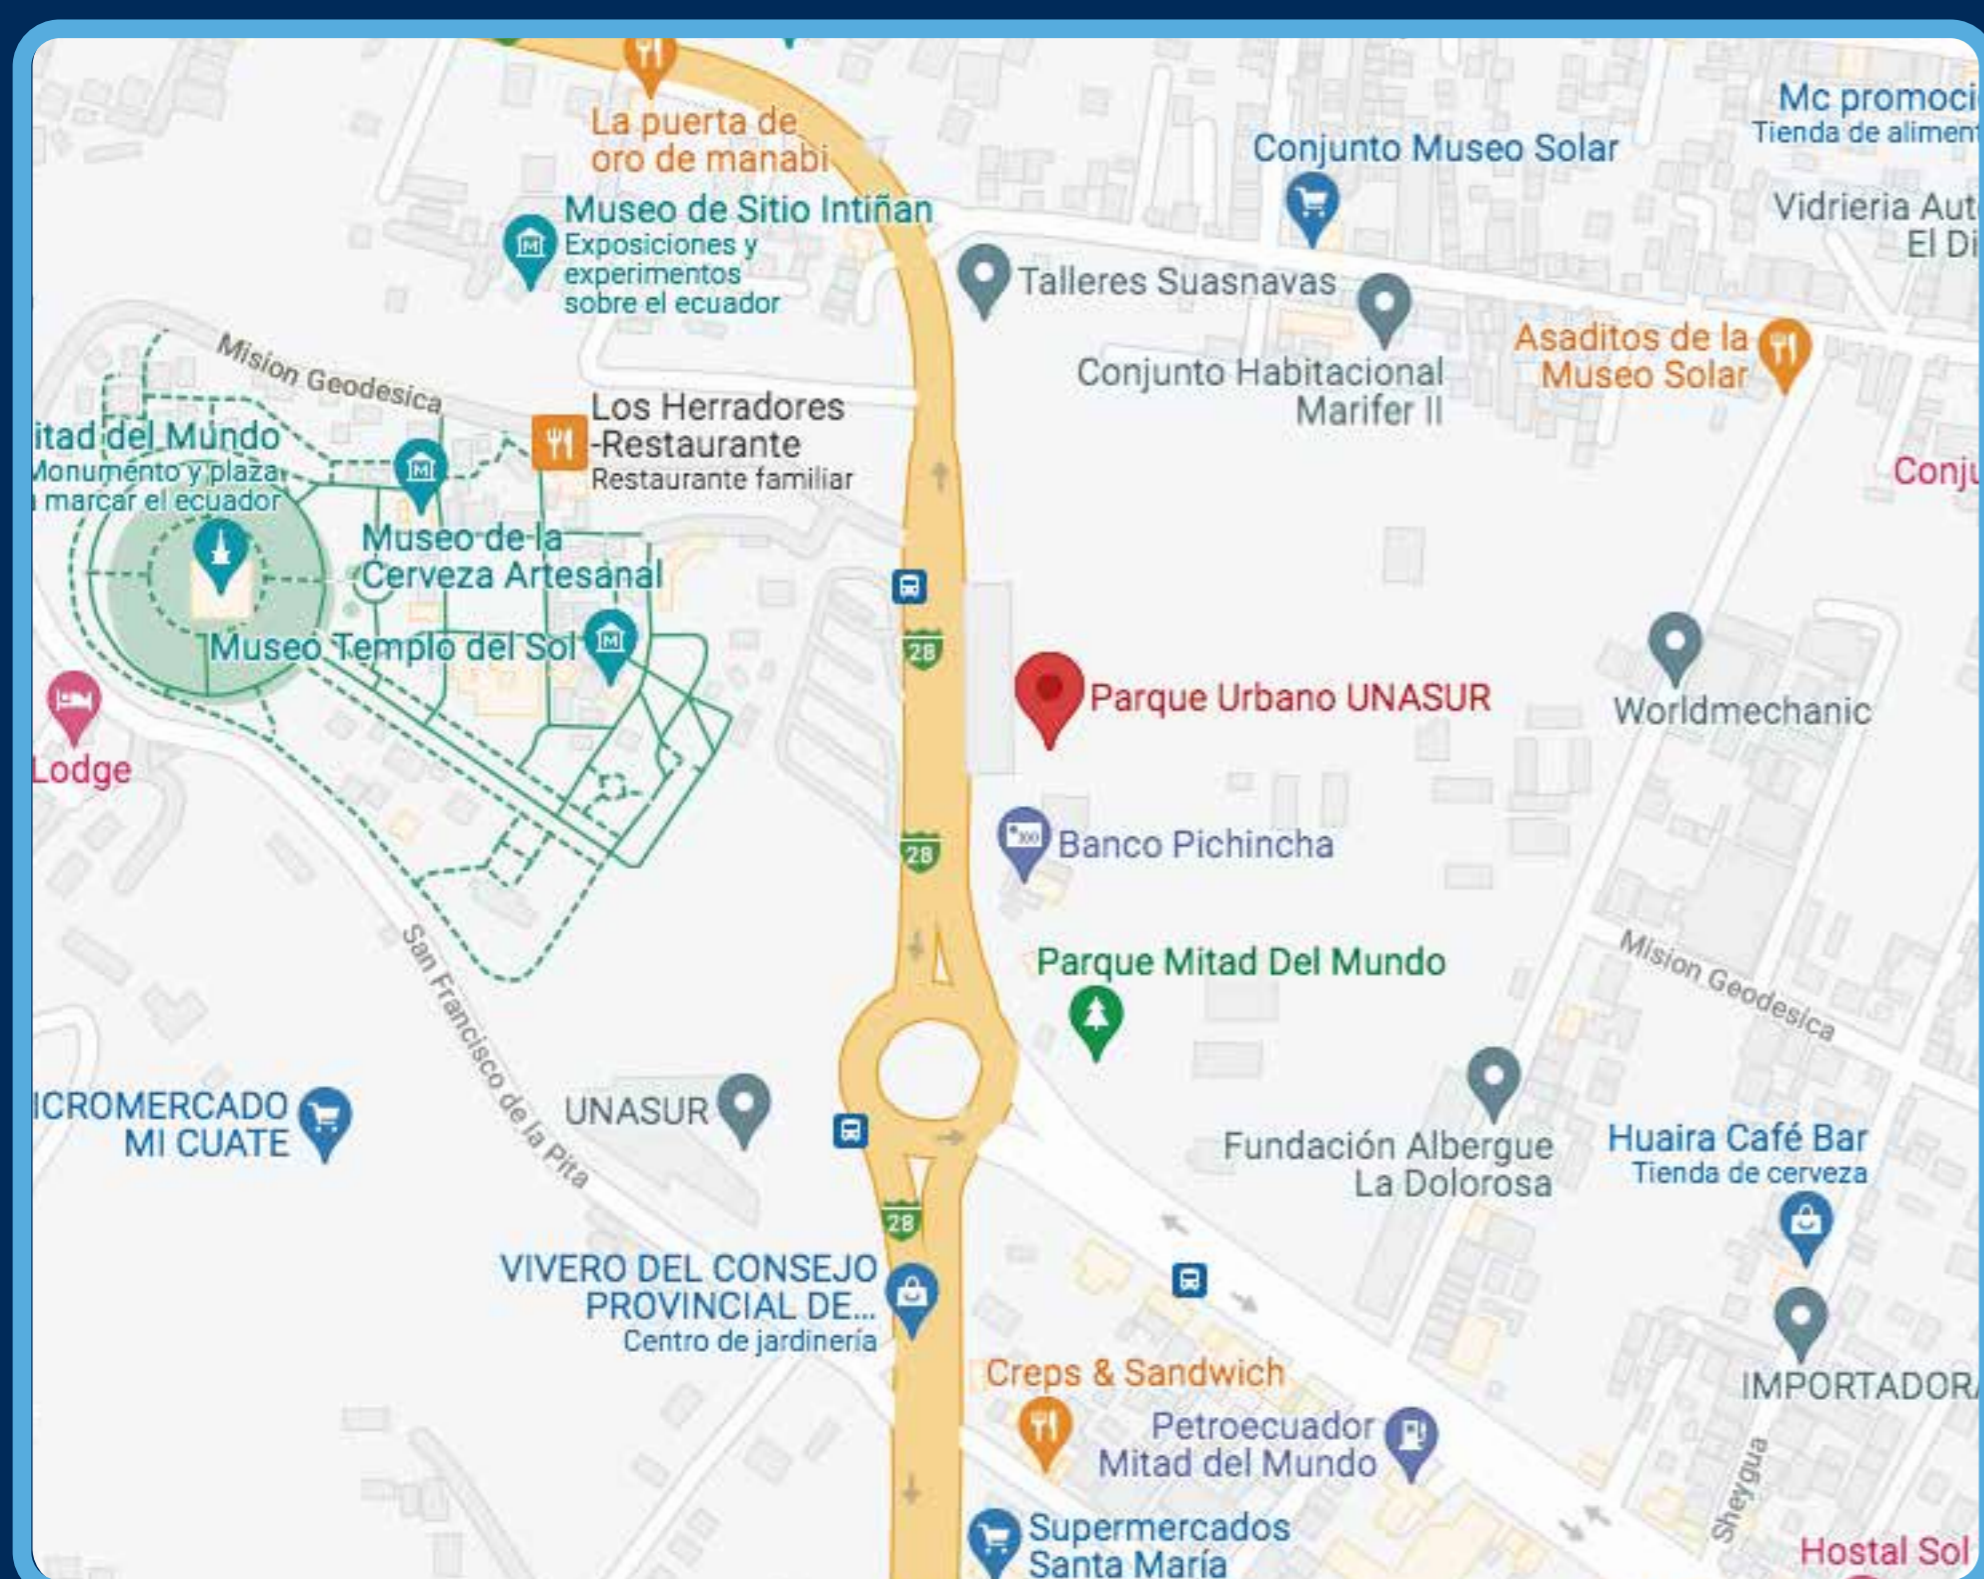 La puerta de
oro de manabi
Mc promoci
Tienda de aliment
Conjunto Museo Solar
Museo de Sitio Intiñan
Exposiciones y
experimentos
sobre el ecuador
Vidrieria Aut
El Di
Talleres Suasnavas
Mision Geodesica
Asaditos de la
Museo Solar
Conjunto Habitacional
Marifer II
Los Herradores
-Restaurante
Restaurante familiar
itad del Mundo
Monumento y plaza
a marcar el ecuador
Conju
Museo de la
Cerveza Artesanal
Museo Templo del Sol
28
Parque Urbano UNASUR
Worldmechanic
Lodge
28
Banco Pichincha
Parque Mitad Del Mundo
Mision Geodesica
San Francisco de la Pita
ICROMERCADO
MI CUATE
UNASUR
Fundación Albergue
La Dolorosa
Huaira Café Bar
Tienda de cerveza
28
VIVERO DEL CONSEJO
PROVINCIAL DE...
Centro de jardinería
Creps & Sandwich
IMPORTADORA
Petroecuador
Mitad del Mundo
Sheygua
Supermercados
Santa María
Hostal Sol